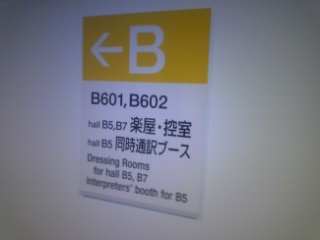 ←B
B601, B602
hall B5, B7 楽屋・控室
hall B5 同時通訳ブース
Dressing Rooms
for hall B5, B7
Interpreters' booth for B5